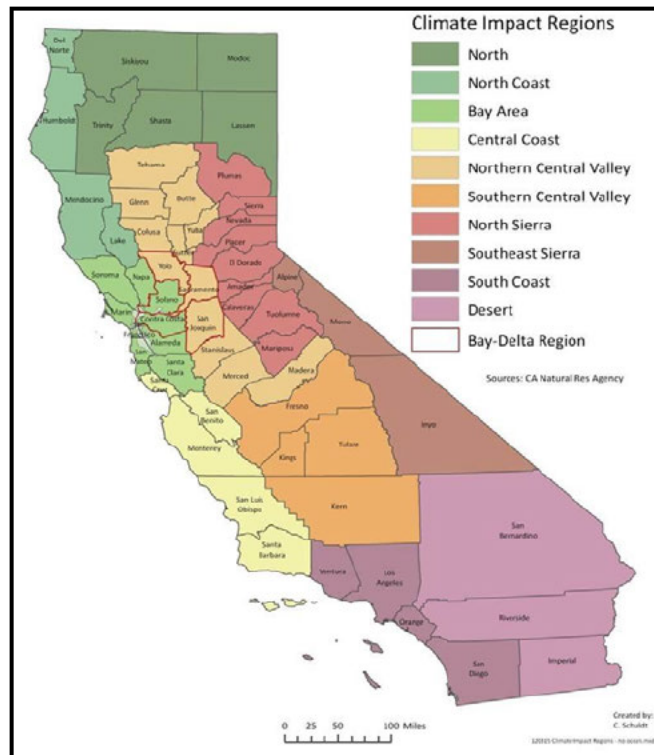 Climate Impact Regions
North
North Coast
Bay Area
Central Coast
Northern Central Valley
Southern Central Valley
North Sierra
Southeast Sierra
South Coast
Desert
Bay-Delta Region
Sources: CA Natural Res Agency
Del
Norte
Siskiyou
Modoc
Humboldt
Trinity
Shasta
Lassen
Tehama
Plumas
Mendocino
Glenn
Butte
Sierra
Nevada
Colusa
Yuba
Placer
Lake
Yolo
El Dorado
Sonoma
Napa
Sacramento
Amador
Alpine
Solano
Calaveras
Marin
Contra Costa
San
Joaquin
Tuolumne
Mono
Francisco
Alameda
San
Mateo
Stanislaus
Mariposa
Santa
Clara
Merced
Madera
Santa
Cruz
San
Benito
Fresno
Inyo
Monterey
Kings
Tulare
San Luis
Obispo
Kern
San
Bernardino
Santa
Barbara
Ventura
Los
Angeles
Orange
Riverside
San
Diego
Imperial
0 25 50 100 Miles
Created by:
C. Schuldt